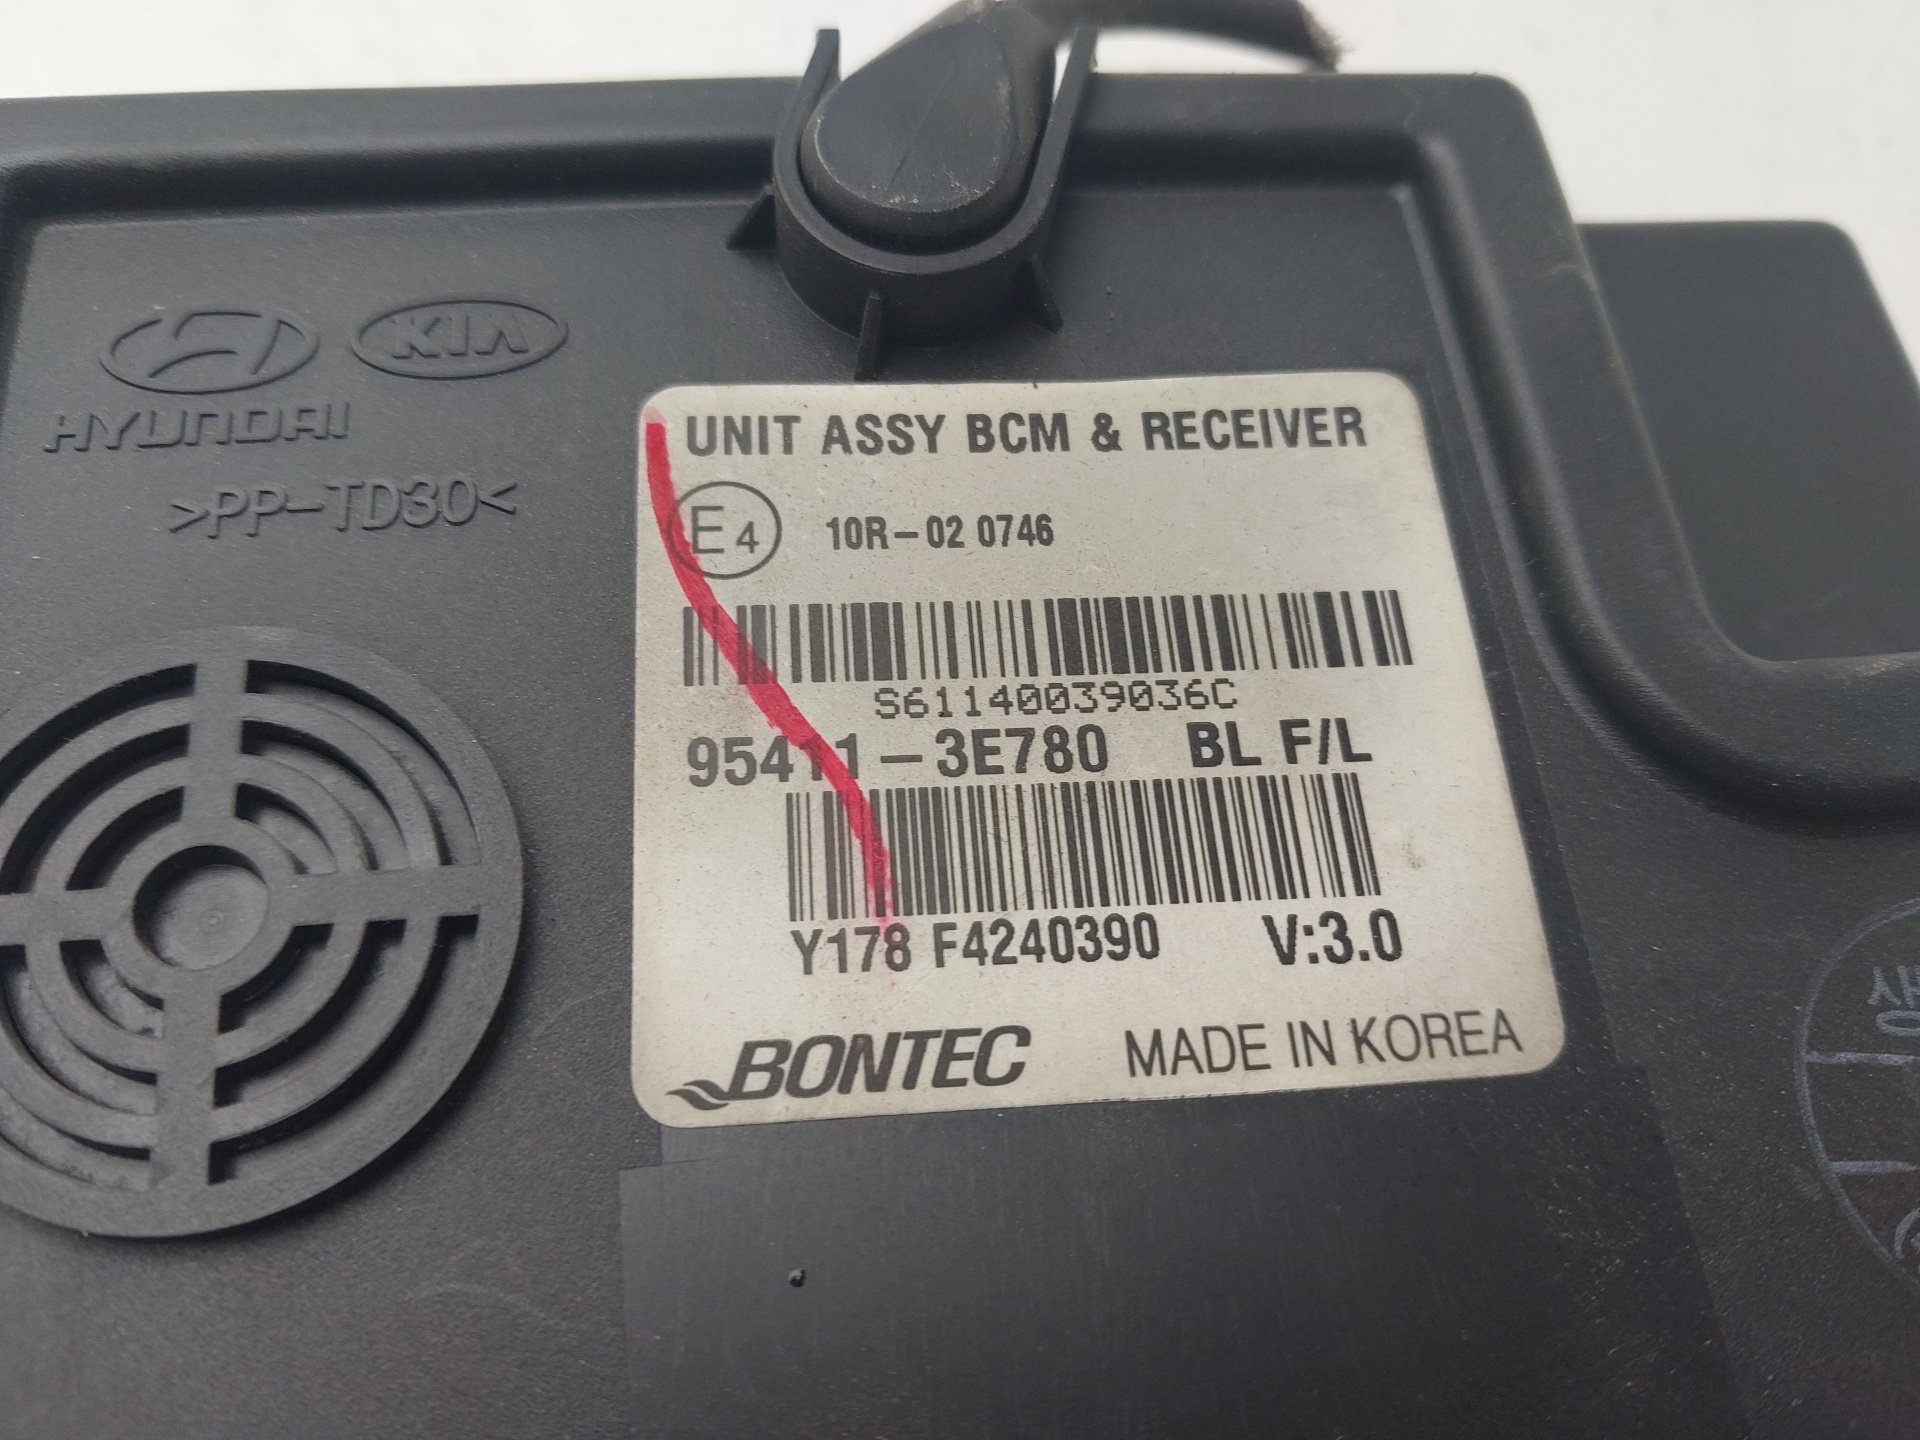 KIA
HYUNDAI
>PP-TD30<
UNIT ASSY BCM & RECEIVER
E4 10R-02 0746
S61140039036C
95411-3E780 BL F/L
Y178 F4240390 V:3.0
BONTEC MADE IN KOREA